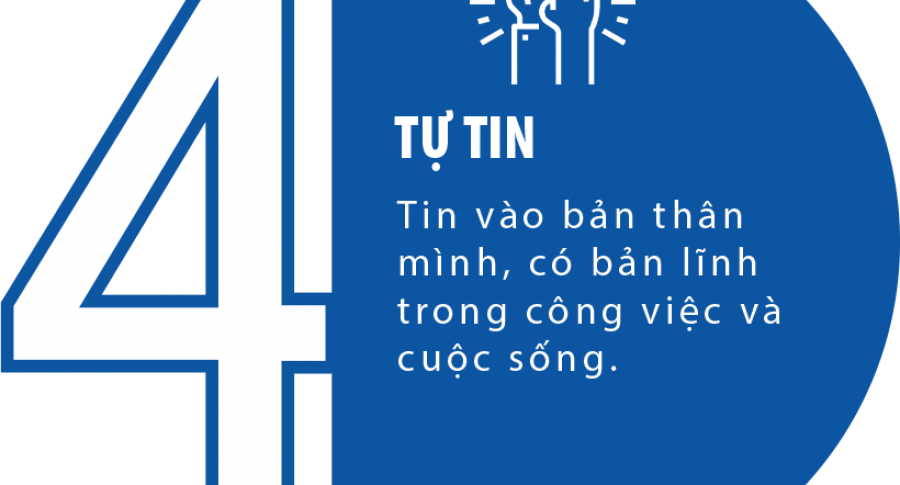 4
TỰ TIN
Tin vào bản thân
mình, có bản lĩnh
trong công việc và
cuộc sống.